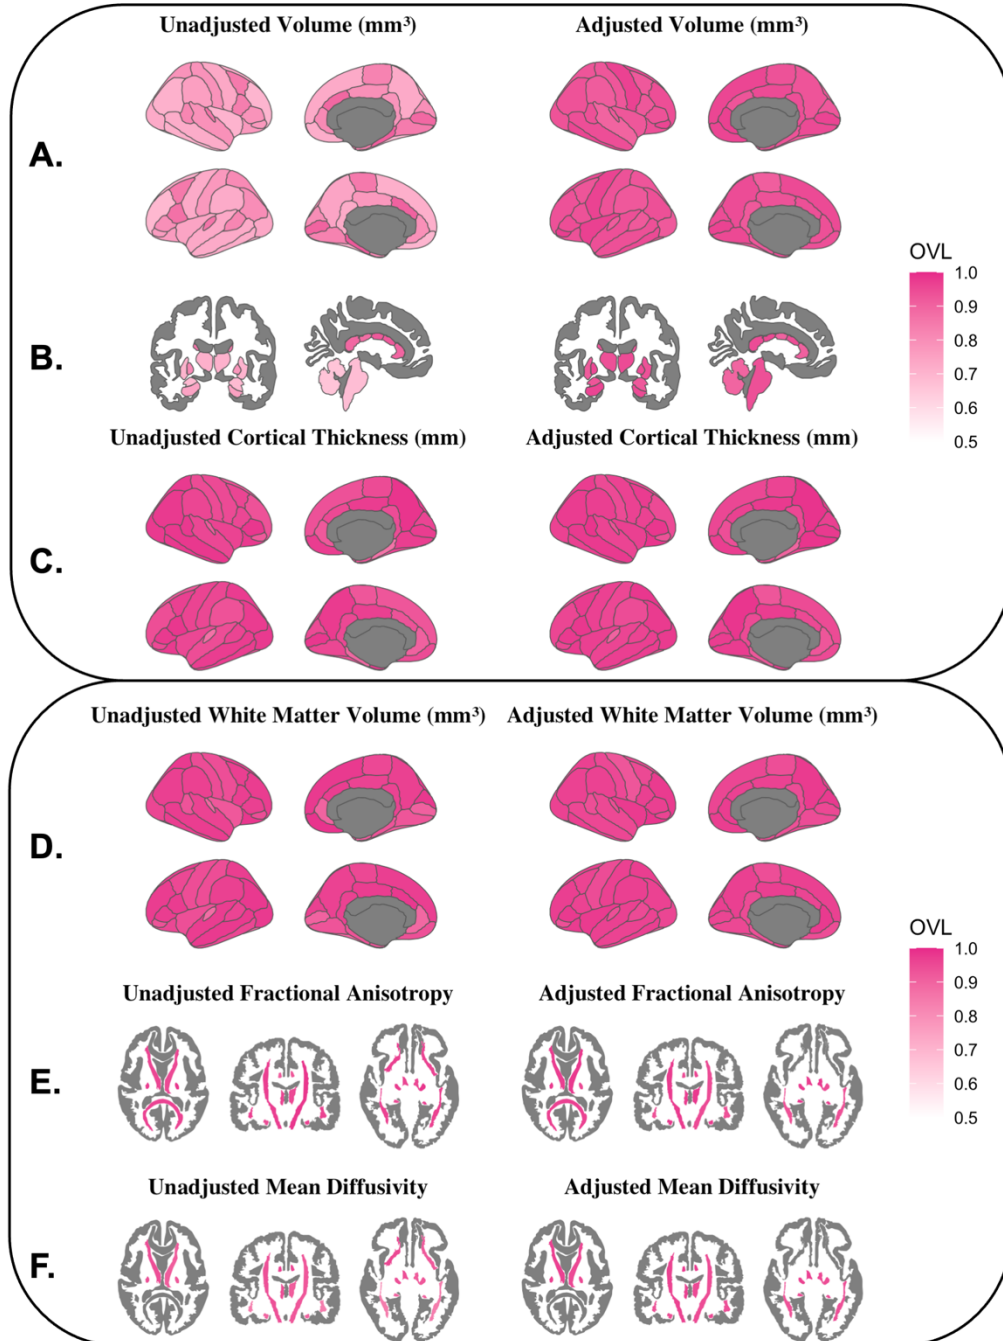 Unadjusted Volume (mm³)
Adjusted Volume (mm³)
A.
OVL
1.0
0.9
0.8
0.7
0.6
0.5
B.
Unadjusted Cortical Thickness (mm)
Adjusted Cortical Thickness (mm)
C.
Unadjusted White Matter Volume (mm³)
Adjusted White Matter Volume (mm³)
D.
OVL
1.0
0.9
0.8
0.7
0.6
0.5
Unadjusted Fractional Anisotropy
Adjusted Fractional Anisotropy
E.
Unadjusted Mean Diffusivity
Adjusted Mean Diffusivity
F.